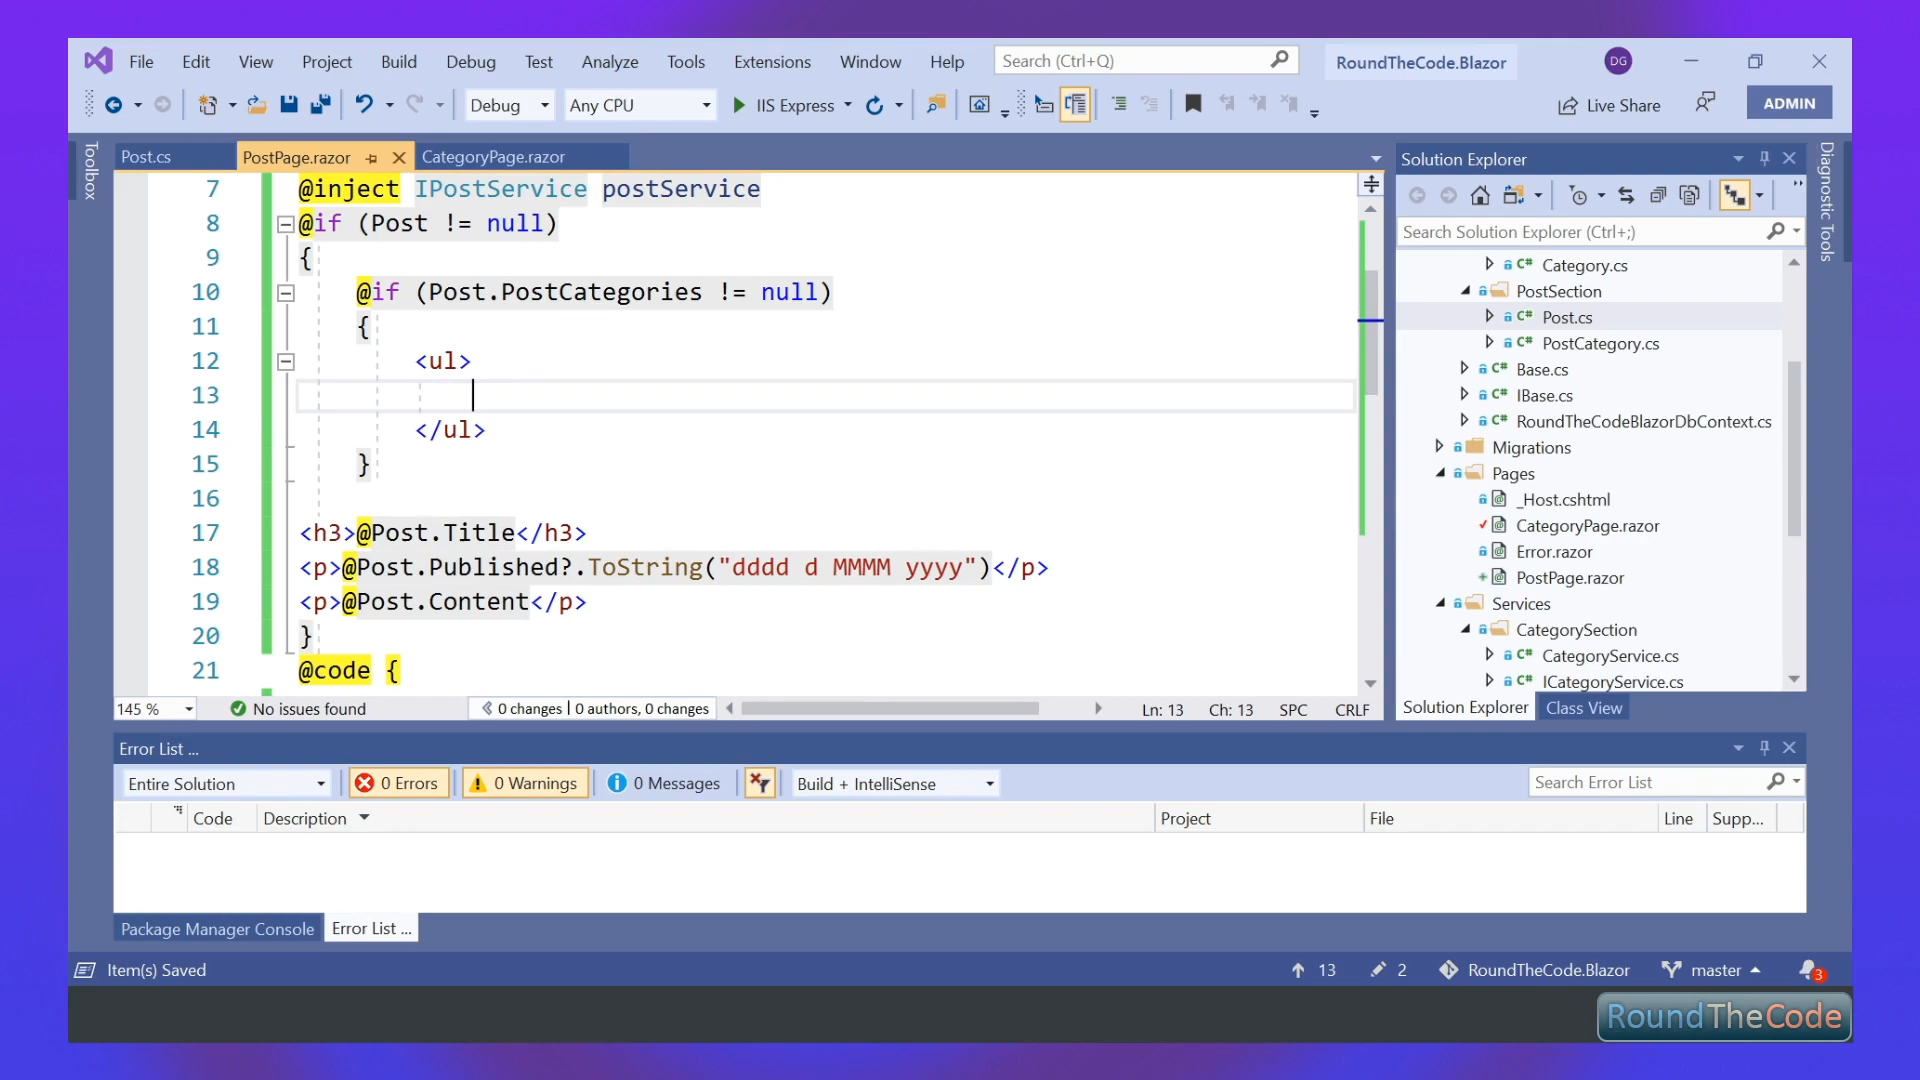 File Edit View Project Build Debug Test Analyze Tools Extensions Window Help Search (Ctrl+Q) RoundTheCode.Blazor DG
Debug Any CPU IIS Express Live Share ADMIN
Toolbox
Post.cs PostPage.razor CategoryPage.razor
7 @inject IPostService postService
8 @if (Post != null)
9 {
10 @if (Post.PostCategories != null)
11 {
12 <ul>
13
14 </ul>
15 }
16
17 <h3>@Post.Title</h3>
18 <p>@Post.Published?.ToString("dddd d MMMM yyyy")</p>
19 <p>@Post.Content</p>
20 }
21 @code {
145 % No issues found 0 changes | 0 authors, 0 changes Ln: 13 Ch: 13 SPC CRLF
Solution Explorer
Search Solution Explorer (Ctrl+;)
C# Category.cs
PostSection
C# Post.cs
C# PostCategory.cs
C# Base.cs
C# IBase.cs
C# RoundTheCodeBlazorDbContext.cs
Migrations
Pages
_Host.cshtml
CategoryPage.razor
Error.razor
PostPage.razor
Services
CategorySection
C# CategoryService.cs
C# ICategoryService.cs
Solution Explorer Class View
Diagnostic Tools
Error List ...
Entire Solution 0 Errors 0 Warnings 0 Messages Build + IntelliSense Search Error List
Code Description Project File Line Supp...
Package Manager Console Error List ...
Item(s) Saved 13 2 RoundTheCode.Blazor master 3
RoundTheCode